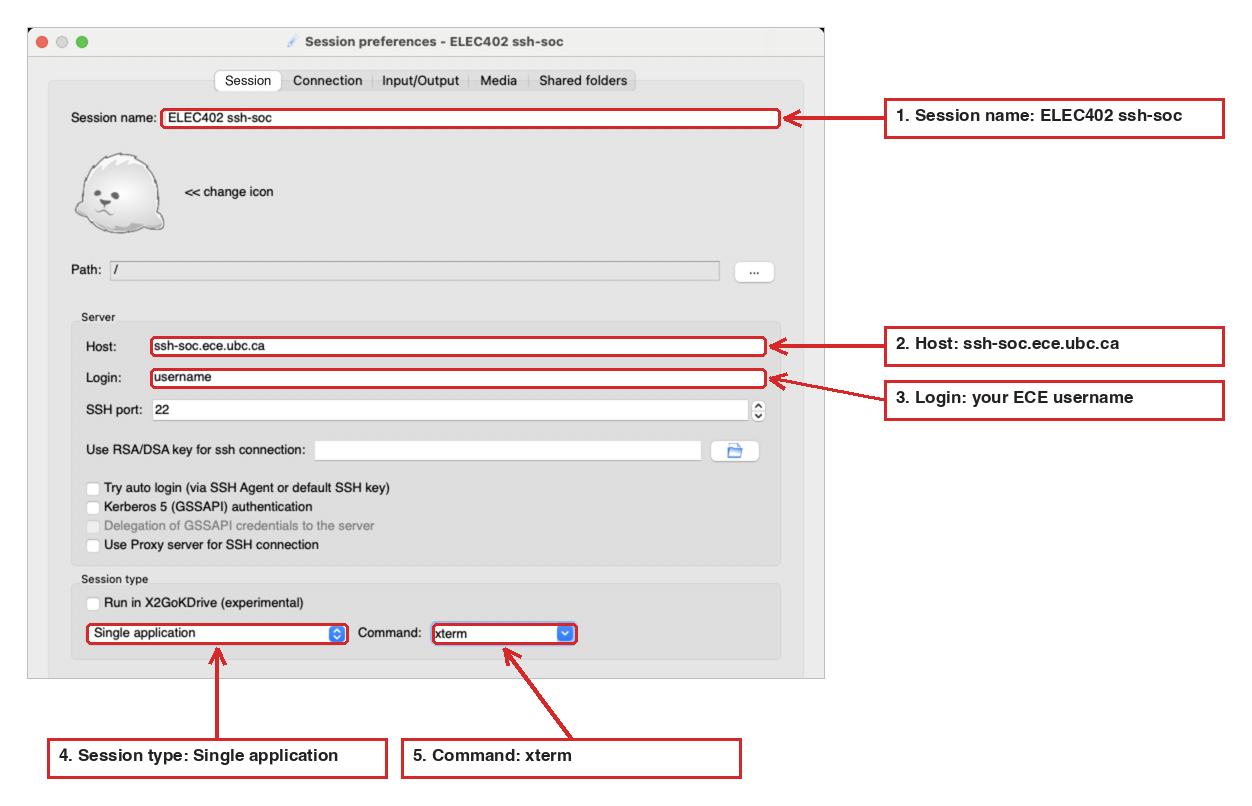 Session preferences - ELEC402 ssh-soc
Session Connection Input/Output Media Shared folders
Session name: ELEC402 ssh-soc
1. Session name: ELEC402 ssh-soc
<< change icon
Path: / ...
Server
Host: ssh-soc.ece.ubc.ca
2. Host: ssh-soc.ece.ubc.ca
Login: username
3. Login: your ECE username
SSH port: 22
Use RSA/DSA key for ssh connection:
Try auto login (via SSH Agent or default SSH key)
Kerberos 5 (GSSAPI) authentication
Delegation of GSSAPI credentials to the server
Use Proxy server for SSH connection
Session type
Run in X2GoKDrive (experimental)
Single application Command: xterm
4. Session type: Single application
5. Command: xterm